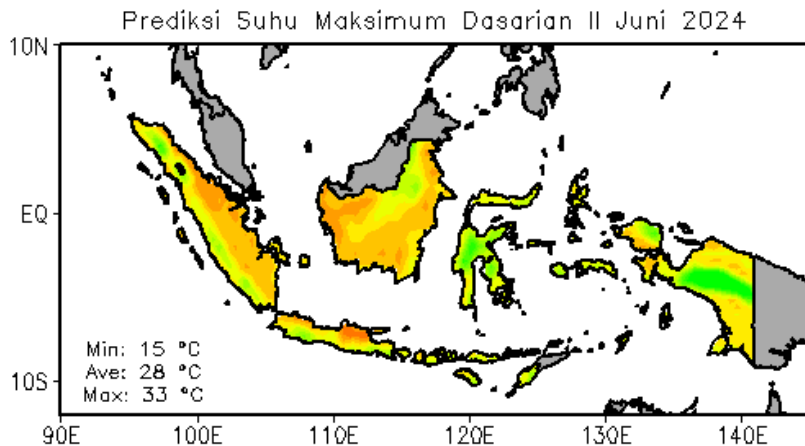 Prediksi Suhu Maksimum Dasarian II Juni 2024
10N
EQ
10S
Min: 15 °C
Ave: 28 °C
Max: 33 °C
90E 100E 110E 120E 130E 140E